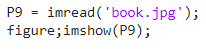 P9 = imread('book.jpg');
figure;imshow(P9);